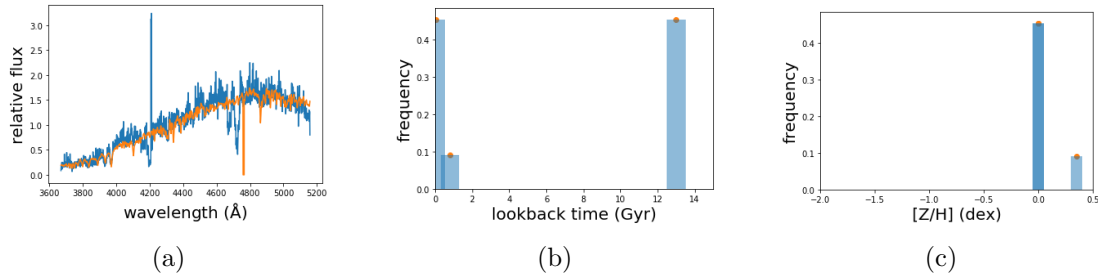 3.0
2.5
2.0
1.5
1.0
0.5
0.0
relative flux
3600 3800 4000 4200 4400 4600 4800 5000 5200
wavelength (Å)
(a)
0.4
0.3
0.2
0.1
0.0
frequency
0 2 4 6 8 10 12 14
lookback time (Gyr)
(b)
0.4
0.3
0.2
0.1
0.0
frequency
−2.0 −1.5 −1.0 −0.5 0.0 0.5
[Z/H] (dex)
(c)